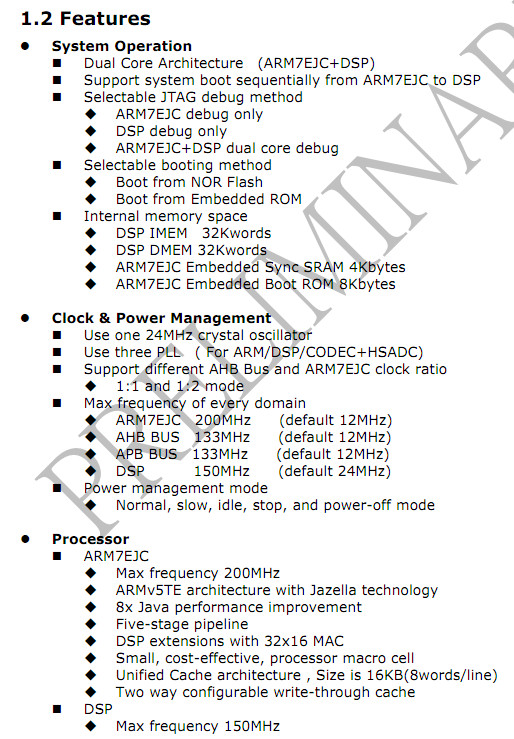 1.2 Features
● System Operation
■ Dual Core Architecture (ARM7EJC+DSP)
■ Support system boot sequentially from ARM7EJC to DSP
■ Selectable JTAG debug method
◆ ARM7EJC debug only
◆ DSP debug only
◆ ARM7EJC+DSP dual core debug
■ Selectable booting method
◆ Boot from NOR Flash
◆ Boot from Embedded ROM
■ Internal memory space
◆ DSP IMEM 32Kwords
◆ DSP DMEM 32Kwords
◆ ARM7EJC Embedded Sync SRAM 4Kbytes
◆ ARM7EJC Embedded Boot ROM 8Kbytes
● Clock & Power Management
■ Use one 24MHz crystal oscillator
■ Use three PLL ( For ARM/DSP/CODEC+HSADC)
■ Support different AHB Bus and ARM7EJC clock ratio
◆ 1:1 and 1:2 mode
■ Max frequency of every domain
◆ ARM7EJC 200MHz (default 12MHz)
◆ AHB BUS 133MHz (default 12MHz)
◆ APB BUS 133MHz (default 12MHz)
◆ DSP 150MHz (default 24MHz)
■ Power management mode
◆ Normal, slow, idle, stop, and power-off mode
● Processor
■ ARM7EJC
◆ Max frequency 200MHz
◆ ARMv5TE architecture with Jazella technology
◆ 8x Java performance improvement
◆ Five-stage pipeline
◆ DSP extensions with 32x16 MAC
◆ Small, cost-effective, processor macro cell
◆ Unified Cache architecture , Size is 16KB(8words/line)
◆ Two way configurable write-through cache
■ DSP
◆ Max frequency 150MHz
PRELIMINAR